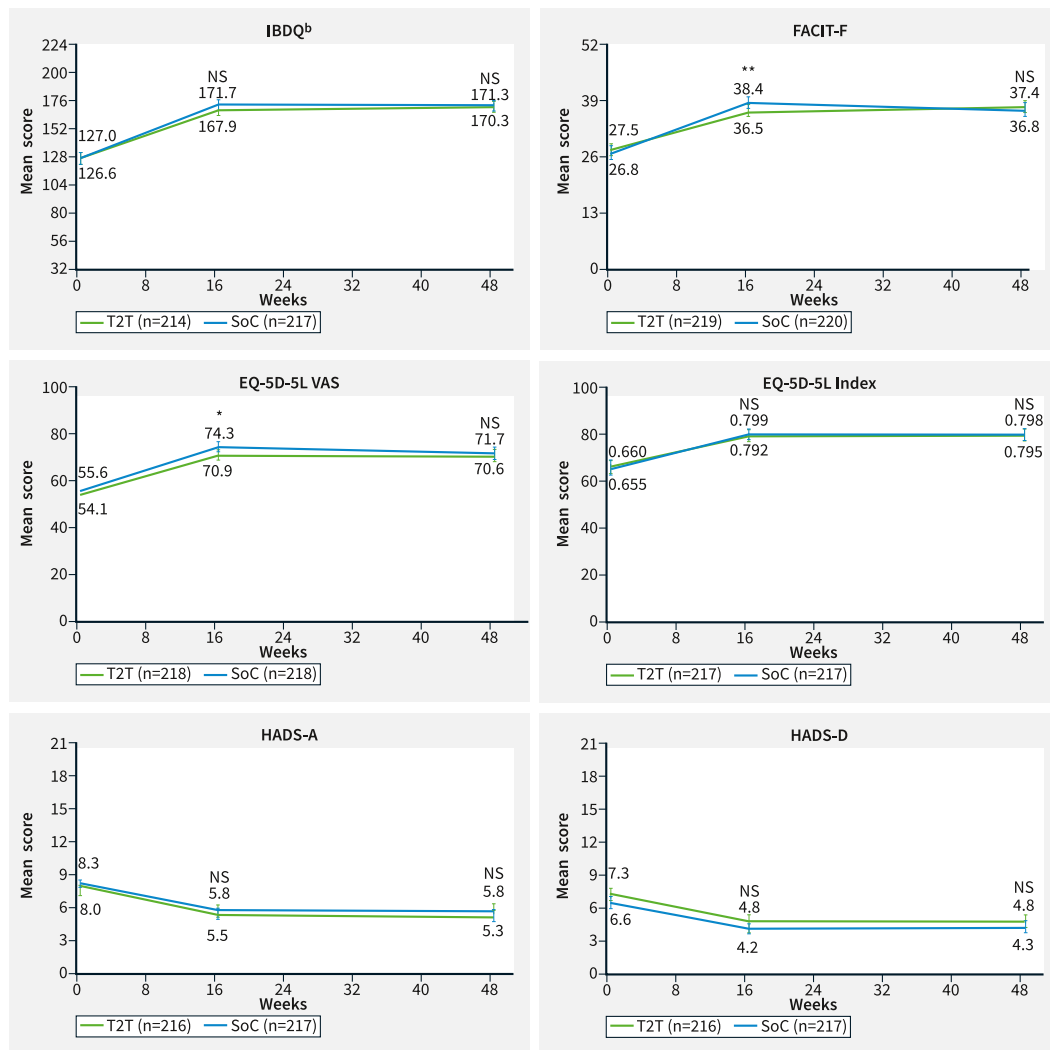 IBDQᵇ
Mean score
224
200
176
152
128
104
80
56
32
127.0
126.6
NS
171.7
167.9
NS
171.3
170.3
0 8 16 24 32 40 48
Weeks
T2T (n=214) SoC (n=217)
FACIT-F
Mean score
52
39
26
13
0
27.5
26.8
**
38.4
36.5
NS
37.4
36.8
0 8 16 24 32 40 48
Weeks
T2T (n=219) SoC (n=220)
EQ-5D-5L VAS
Mean score
100
80
60
40
20
0
55.6
54.1
*
74.3
70.9
NS
71.7
70.6
0 8 16 24 32 40 48
Weeks
T2T (n=218) SoC (n=218)
EQ-5D-5L Index
Mean score
100
80
60
40
20
0
0.660
0.655
NS
0.799
0.792
NS
0.798
0.795
0 8 16 24 32 40 48
Weeks
T2T (n=217) SoC (n=217)
HADS-A
Mean score
21
18
15
12
9
6
3
0
8.3
8.0
NS
5.8
5.5
NS
5.8
5.3
0 8 16 24 32 40 48
Weeks
T2T (n=216) SoC (n=217)
HADS-D
Mean score
21
18
15
12
9
6
3
0
7.3
6.6
NS
4.8
4.2
NS
4.8
4.3
0 8 16 24 32 40 48
Weeks
T2T (n=216) SoC (n=217)